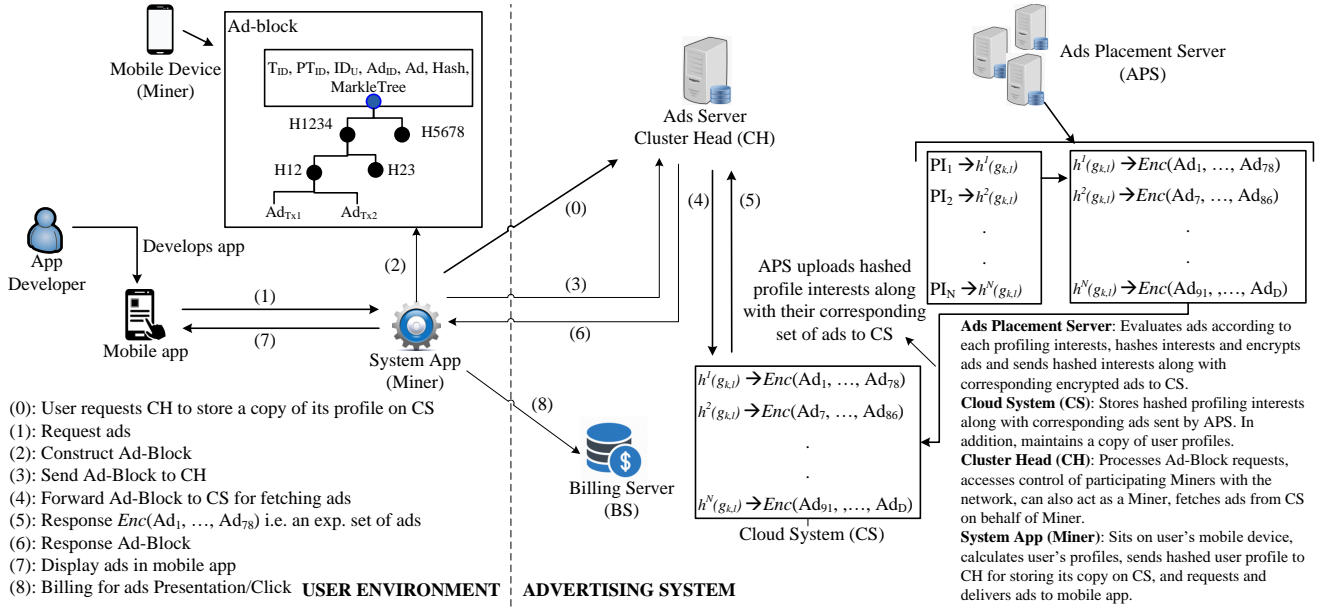 Mobile Device
(Miner)
Ad-block
T_ID, PT_ID, ID_U, Ad_ID, Ad, Hash,
MarkleTree
H1234
H5678
H12
H23
Ad_Tx1
Ad_Tx2
App
Developer
Develops app
Mobile app
(1)
(7)
(2)
System App
(Miner)
(0)
(3)
(6)
(8)
Billing Server
(BS)
Ads Server
Cluster Head (CH)
(4)
(5)
Ads Placement Server
(APS)
PI_1 → h^1(g_k,l)
PI_2 → h^2(g_k,l)
.
.
PI_N → h^N(g_k,l)
h^1(g_k,l) → Enc(Ad_1, …, Ad_78)
h^2(g_k,l) → Enc(Ad_7, …, Ad_86)
.
.
h^N(g_k,l) → Enc(Ad_91, ,…, Ad_D)
APS uploads hashed
profile interests along
with their corresponding
set of ads to CS
h^1(g_k,l) → Enc(Ad_1, …, Ad_78)
h^2(g_k,l) → Enc(Ad_7, …, Ad_86)
.
.
h^N(g_k,l) → Enc(Ad_91, ,…, Ad_D)
Cloud System (CS)
Ads Placement Server: Evaluates ads according to
each profiling interests, hashes interests and encrypts
ads and sends hashed interests along with
corresponding encrypted ads to CS.
Cloud System (CS): Stores hashed profiling interests
along with corresponding ads sent by APS. In
addition, maintains a copy of user profiles.
Cluster Head (CH): Processes Ad-Block requests,
accesses control of participating Miners with the
network, can also act as a Miner, fetches ads from CS
on behalf of Miner.
System App (Miner): Sits on user's mobile device,
calculates user's profiles, sends hashed user profile to
CH for storing its copy on CS, and requests and
delivers ads to mobile app.
(0): User requests CH to store a copy of its profile on CS
(1): Request ads
(2): Construct Ad-Block
(3): Send Ad-Block to CH
(4): Forward Ad-Block to CS for fetching ads
(5): Response Enc(Ad_1, …, Ad_78) i.e. an exp. set of ads
(6): Response Ad-Block
(7): Display ads in mobile app
(8): Billing for ads Presentation/Click
USER ENVIRONMENT
ADVERTISING SYSTEM